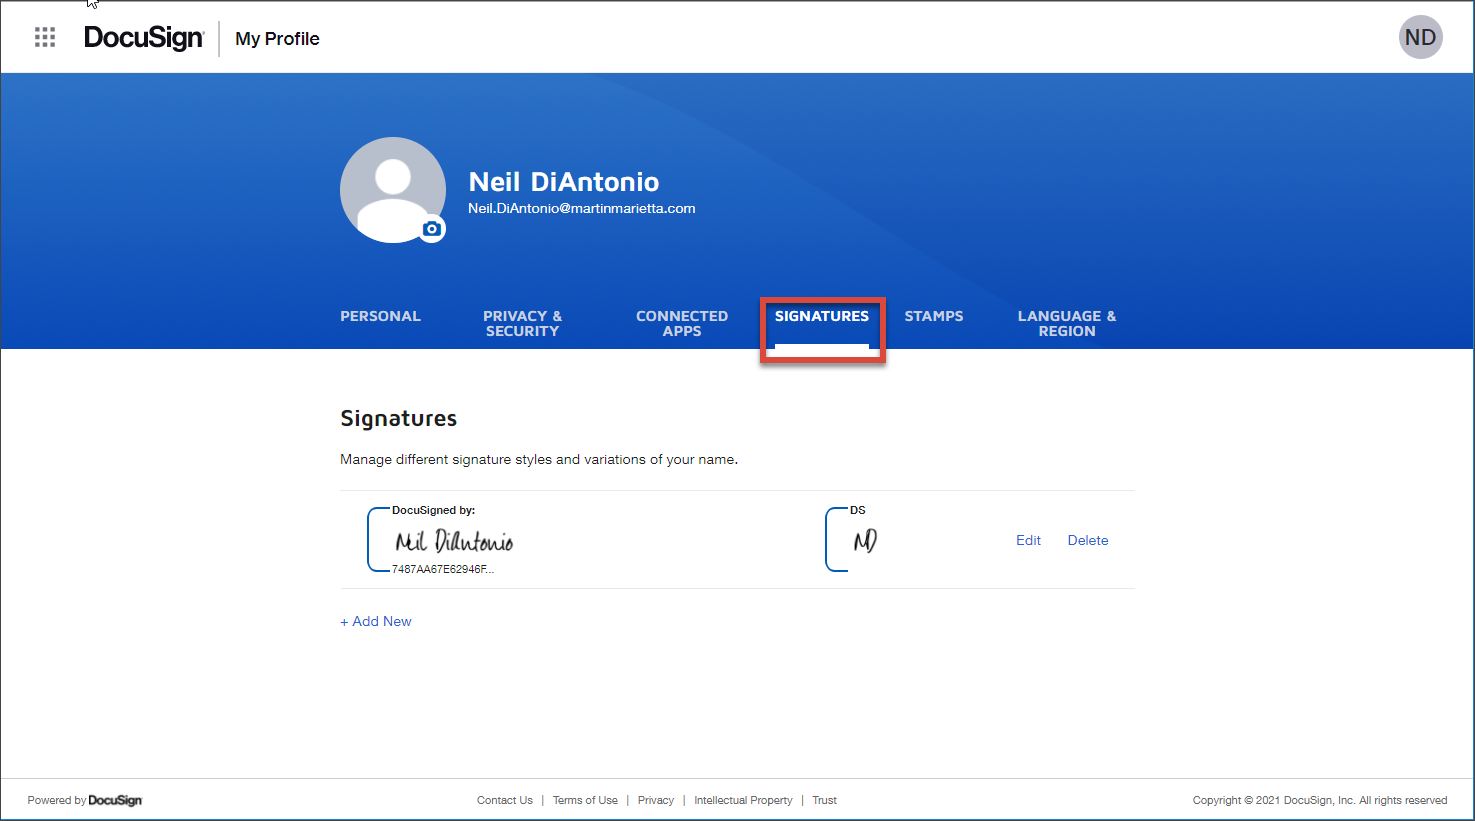 DocuSign My Profile ND
Neil DiAntonio
Neil.DiAntonio@martinmarietta.com
PERSONAL
PRIVACY &
SECURITY
CONNECTED
APPS
SIGNATURES
STAMPS
LANGUAGE &
REGION
Signatures
Manage different signature styles and variations of your name.
DocuSigned by:
Neil DiAntonio
7487AA67E62946F...
DS
ND
Edit Delete
+ Add New
Powered by DocuSign
Contact Us | Terms of Use | Privacy | Intellectual Property | Trust
Copyright © 2021 DocuSign, Inc. All rights reserved